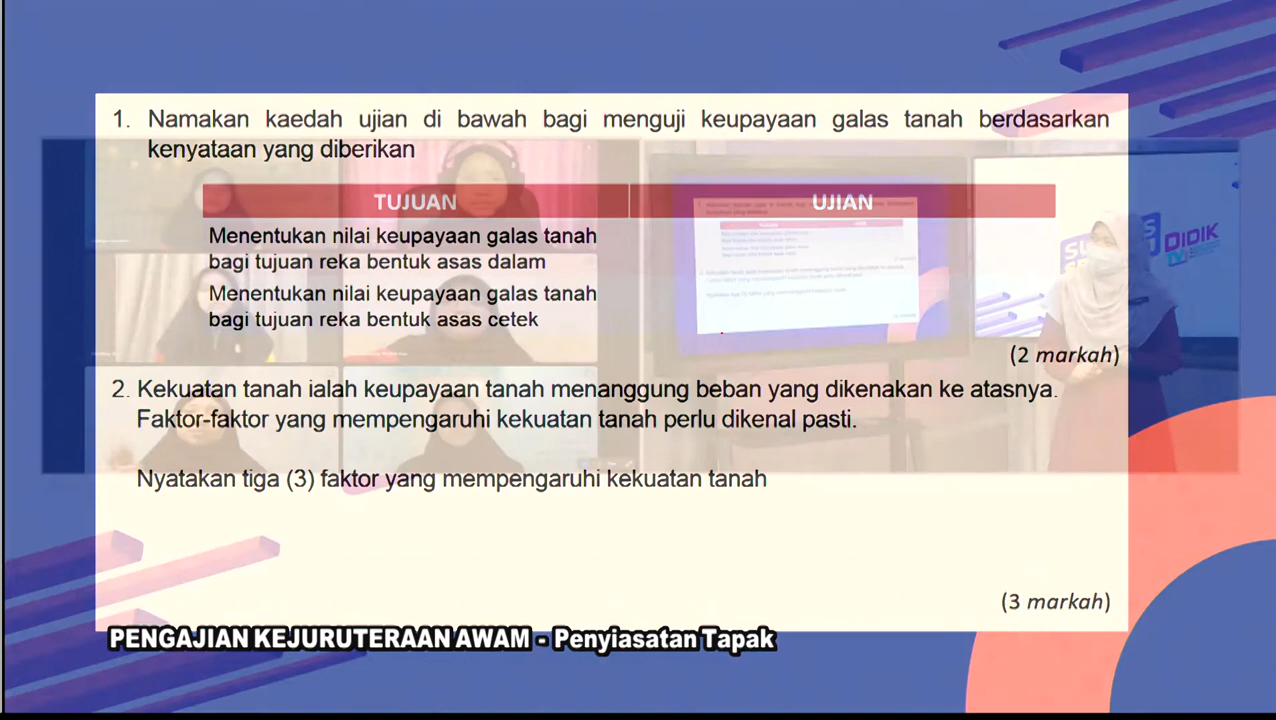 1. Namakan kaedah ujian di bawah bagi menguji keupayaan galas tanah berdasarkan
kenyataan yang diberikan
TUJUAN UJIAN
Menentukan nilai keupayaan galas tanah
bagi tujuan reka bentuk asas dalam
Menentukan nilai keupayaan galas tanah
bagi tujuan reka bentuk asas cetek
(2 markah)
2. Kekuatan tanah ialah keupayaan tanah menanggung beban yang dikenakan ke atasnya.
Faktor-faktor yang mempengaruhi kekuatan tanah perlu dikenal pasti.
Nyatakan tiga (3) faktor yang mempengaruhi kekuatan tanah
(3 markah)
PENGAJIAN KEJURUTERAAN AWAM - Penyiasatan Tapak
DIDIK